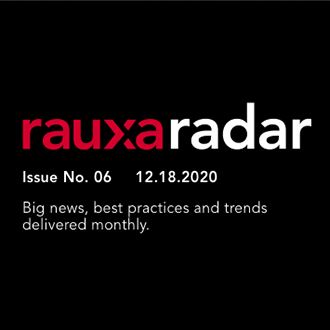 rauxaradar
Issue No. 06 12.18.2020
Big news, best practices and trends
delivered monthly.